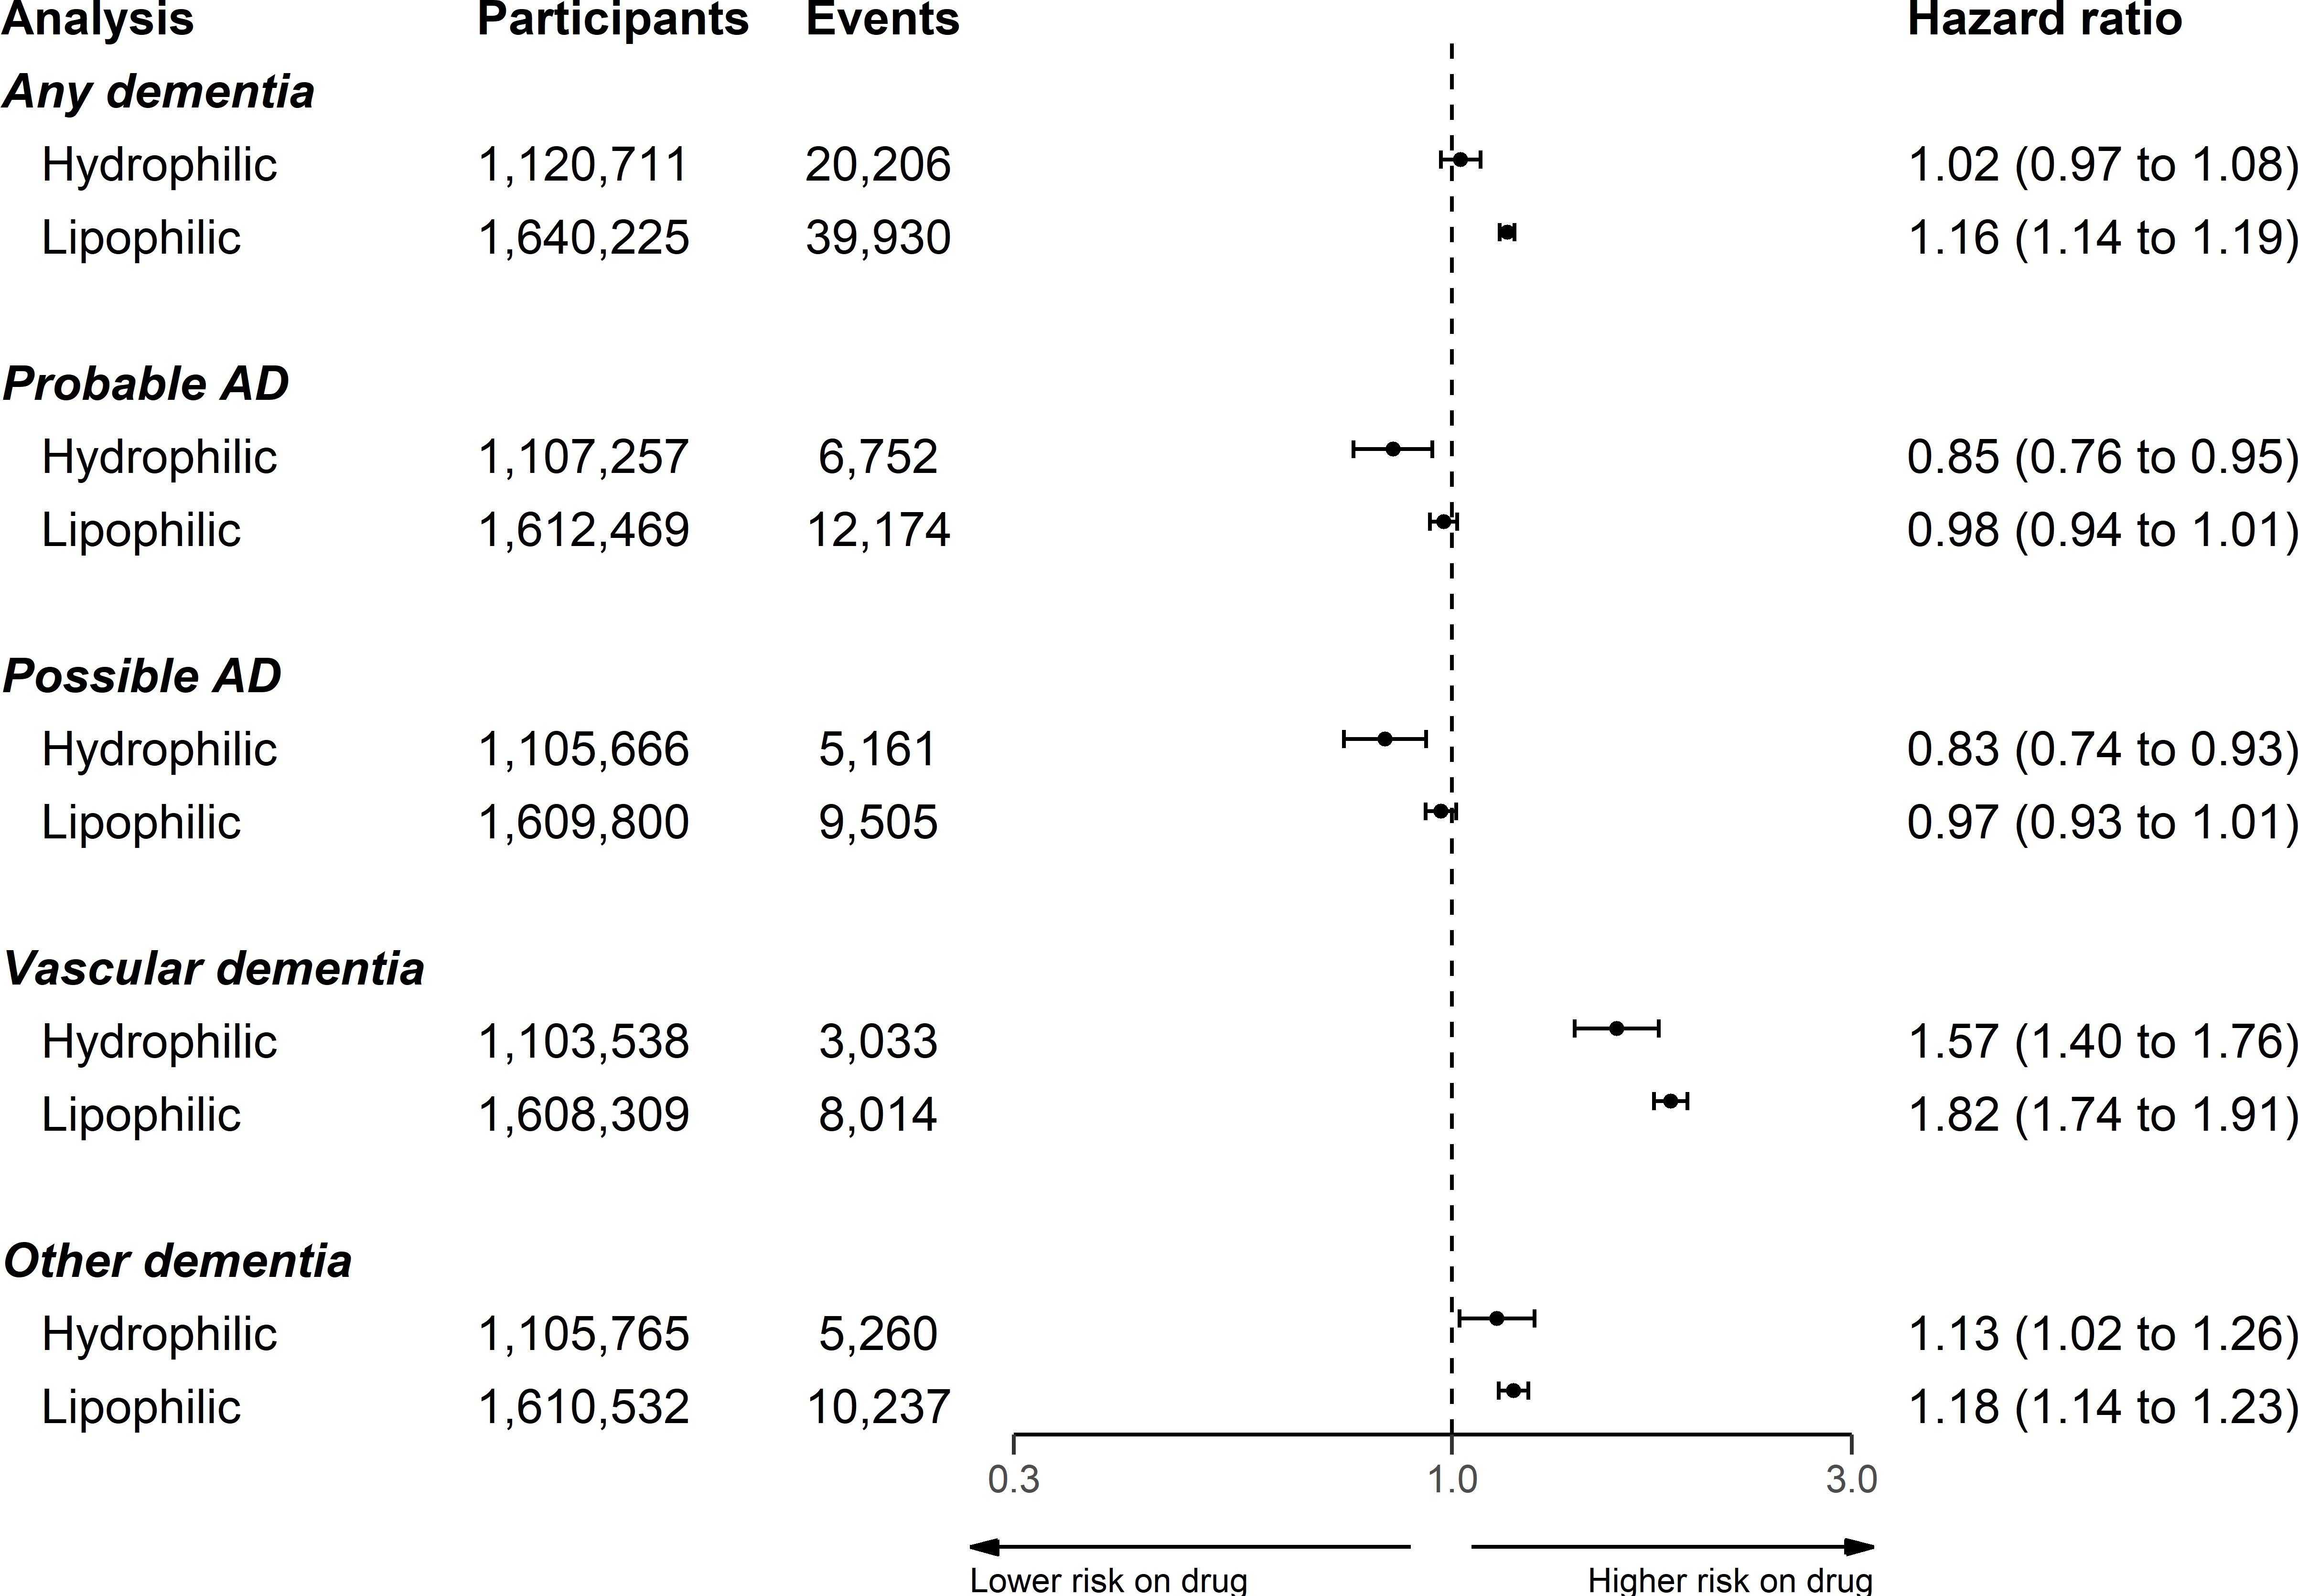 Analysis Participants Events Hazard ratio
Any dementia
Hydrophilic 1,120,711 20,206 1.02 (0.97 to 1.08)
Lipophilic 1,640,225 39,930 1.16 (1.14 to 1.19)
Probable AD
Hydrophilic 1,107,257 6,752 0.85 (0.76 to 0.95)
Lipophilic 1,612,469 12,174 0.98 (0.94 to 1.01)
Possible AD
Hydrophilic 1,105,666 5,161 0.83 (0.74 to 0.93)
Lipophilic 1,609,800 9,505 0.97 (0.93 to 1.01)
Vascular dementia
Hydrophilic 1,103,538 3,033 1.57 (1.40 to 1.76)
Lipophilic 1,608,309 8,014 1.82 (1.74 to 1.91)
Other dementia
Hydrophilic 1,105,765 5,260 1.13 (1.02 to 1.26)
Lipophilic 1,610,532 10,237 1.18 (1.14 to 1.23)
0.3 1.0 3.0
Lower risk on drug Higher risk on drug